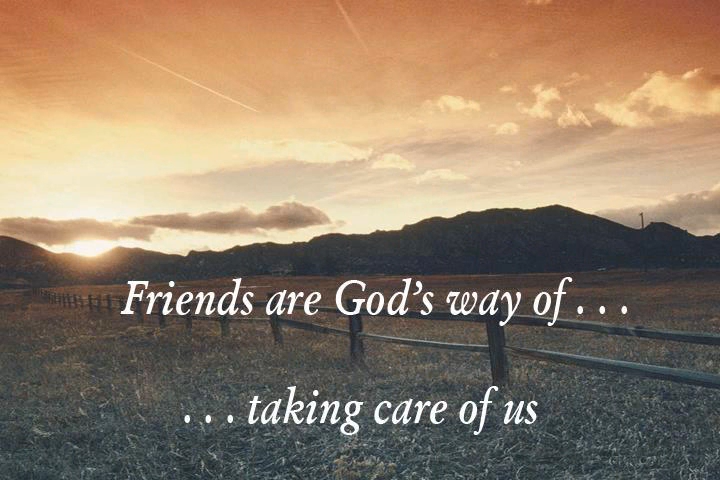 Friends are God's way of . . .
. . . taking care of us